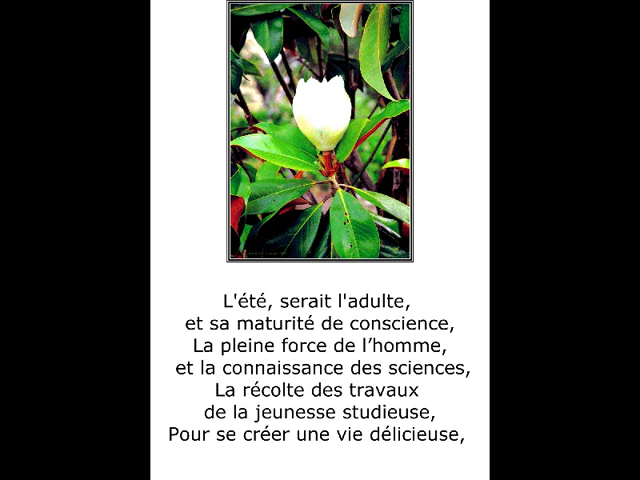 L'été, serait l'adulte,
et sa maturité de conscience,
La pleine force de l’homme,
et la connaissance des sciences,
La récolte des travaux
de la jeunesse studieuse,
Pour se créer une vie délicieuse,